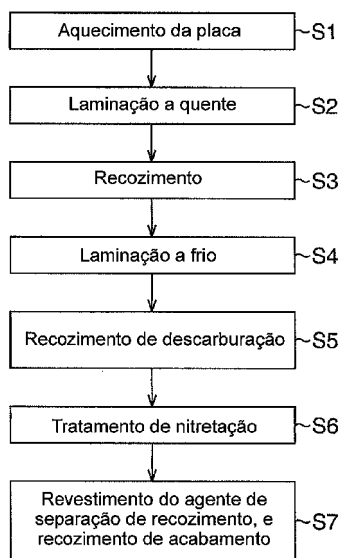 Aquecimento da placa ~S1
Laminação a quente ~S2
Recozimento ~S3
Laminação a frio ~S4
Recozimento de descarburação ~S5
Tratamento de nitretação ~S6
Revestimento do agente de
separação de recozimento, e ~S7
recozimento de acabamento